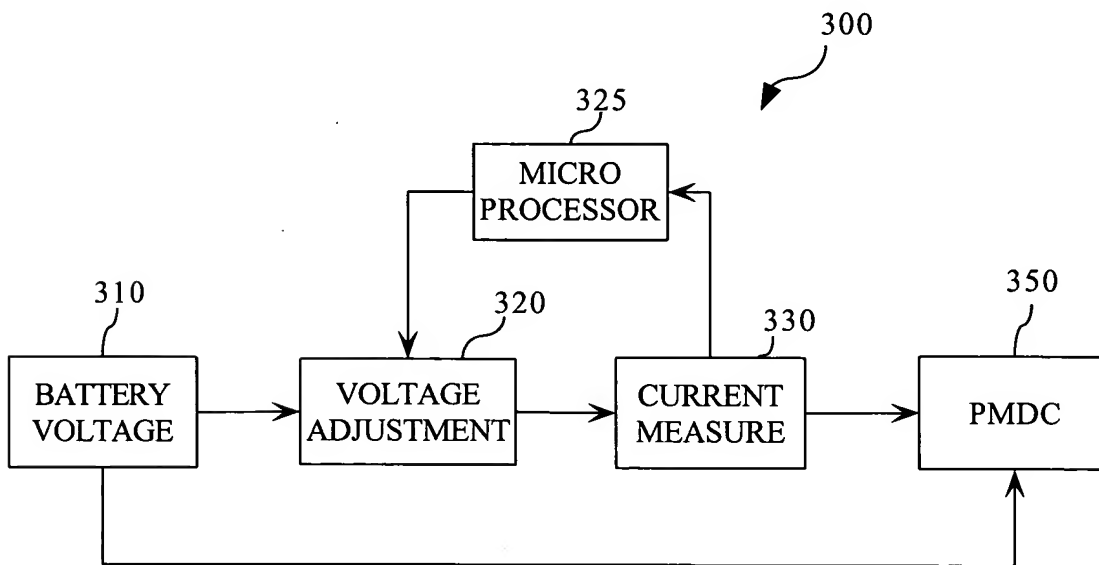 300
325
MICRO
PROCESSOR
310
320
330
350
BATTERY
VOLTAGE
VOLTAGE
ADJUSTMENT
CURRENT
MEASURE
PMDC